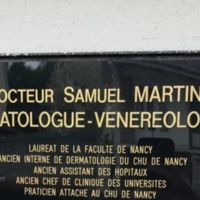 OCTEUR SAMUEL MARTIN
ATOLOGUE-VENEREOLO
LAUREAT DE LA FACULTE DE NANCY
ANCIEN INTERNE DE DERMATOLOGIE DU CHU DE NANCY
ANCIEN ASSISTANT DES HOPITAUX
ANCIEN CHEF DE CLINIQUE DES UNIVERSITES
PRATICIEN ATTACHE AU CHU DE NANCY